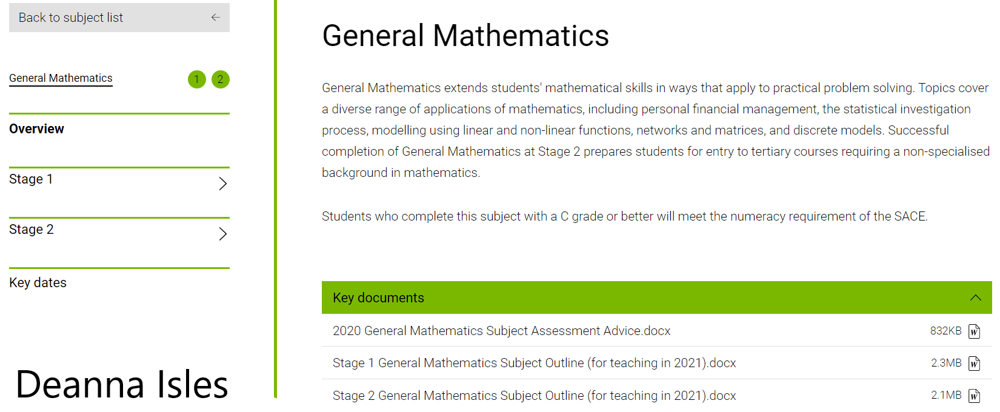 Back to subject list
General Mathematics 1 2
Overview
Stage 1
Stage 2
Key dates
Deanna Isles
General Mathematics
General Mathematics extends students' mathematical skills in ways that apply to practical problem solving. Topics cover
a diverse range of applications of mathematics, including personal financial management, the statistical investigation
process, modelling using linear and non-linear functions, networks and matrices, and discrete models. Successful
completion of General Mathematics at Stage 2 prepares students for entry to tertiary courses requiring a non-specialised
background in mathematics.
Students who complete this subject with a C grade or better will meet the numeracy requirement of the SACE.
Key documents
2020 General Mathematics Subject Assessment Advice.docx 832KB
Stage 1 General Mathematics Subject Outline (for teaching in 2021).docx 2.3MB
Stage 2 General Mathematics Subject Outline (for teaching in 2021).docx 2.1MB